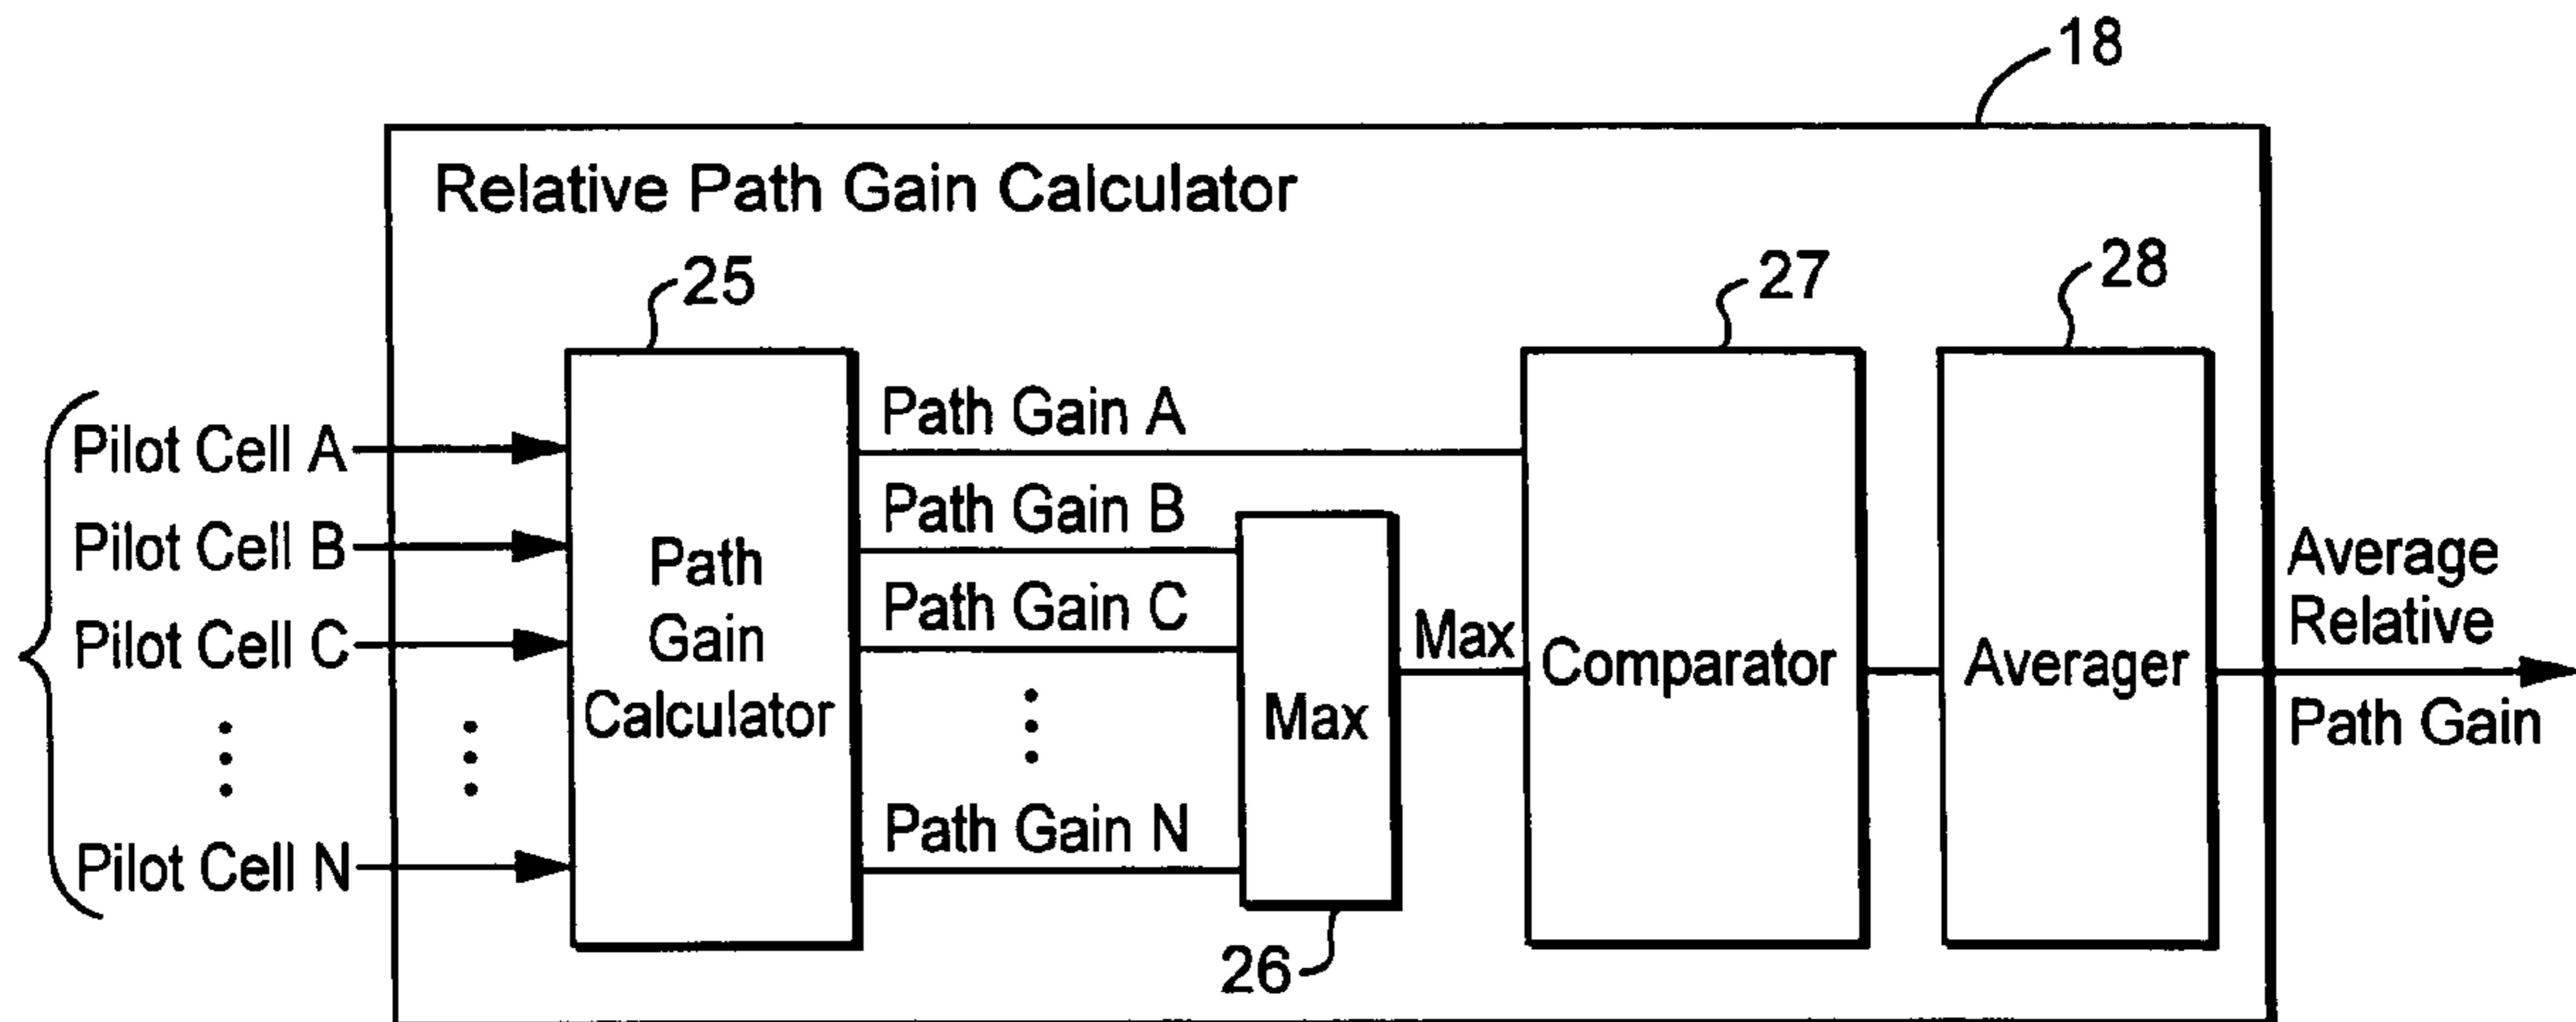 18
Relative Path Gain Calculator
25
27
28
Pilot Cell A
Pilot Cell B
Pilot Cell C
Pilot Cell N
Path
Gain
Calculator
Path Gain A
Path Gain B
Path Gain C
Path Gain N
Max
26
Max
Comparator
Averager
Average
Relative
Path Gain